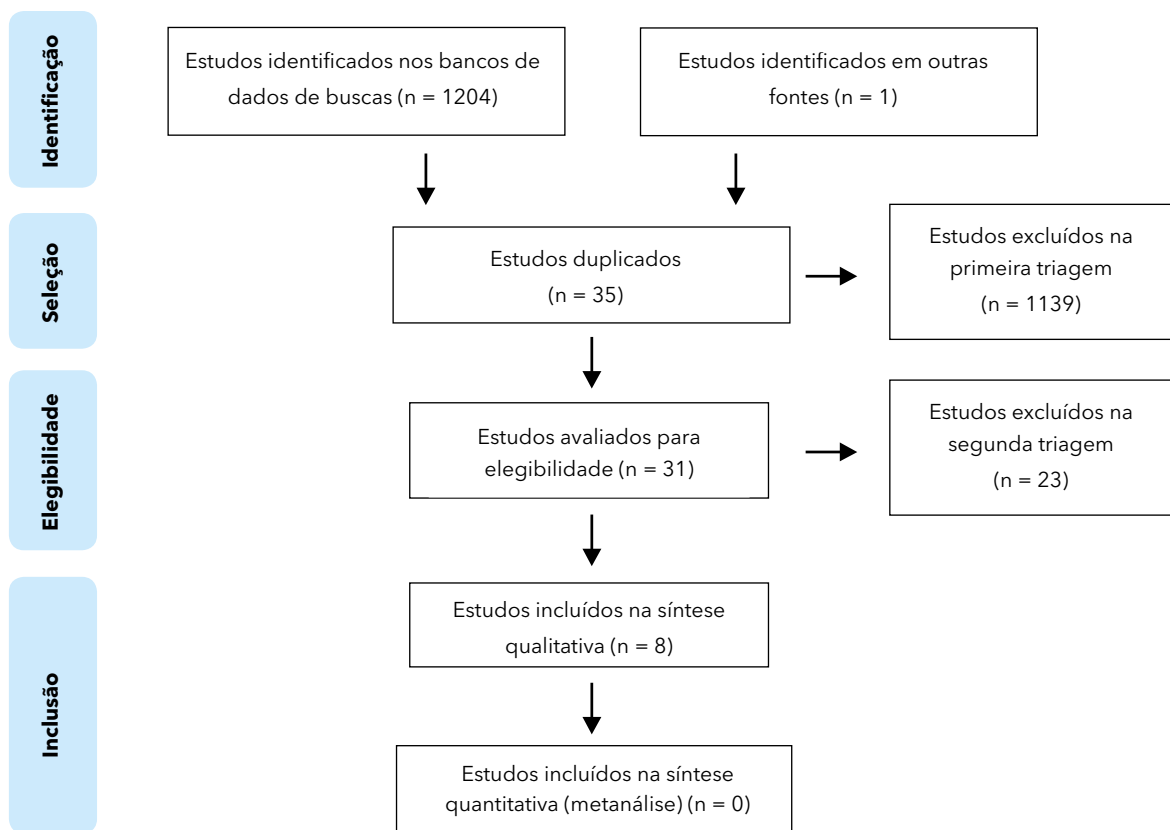 Identificação
Estudos identificados nos bancos de
dados de buscas (n = 1204)
Estudos identificados em outras
fontes (n = 1)
Seleção
Estudos duplicados
(n = 35)
Estudos excluídos na
primeira triagem
(n = 1139)
Elegibilidade
Estudos avaliados para
elegibilidade (n = 31)
Estudos excluídos na
segunda triagem
(n = 23)
Inclusão
Estudos incluídos na síntese
qualitativa (n = 8)
Estudos incluídos na síntese
quantitativa (metanálise) (n = 0)